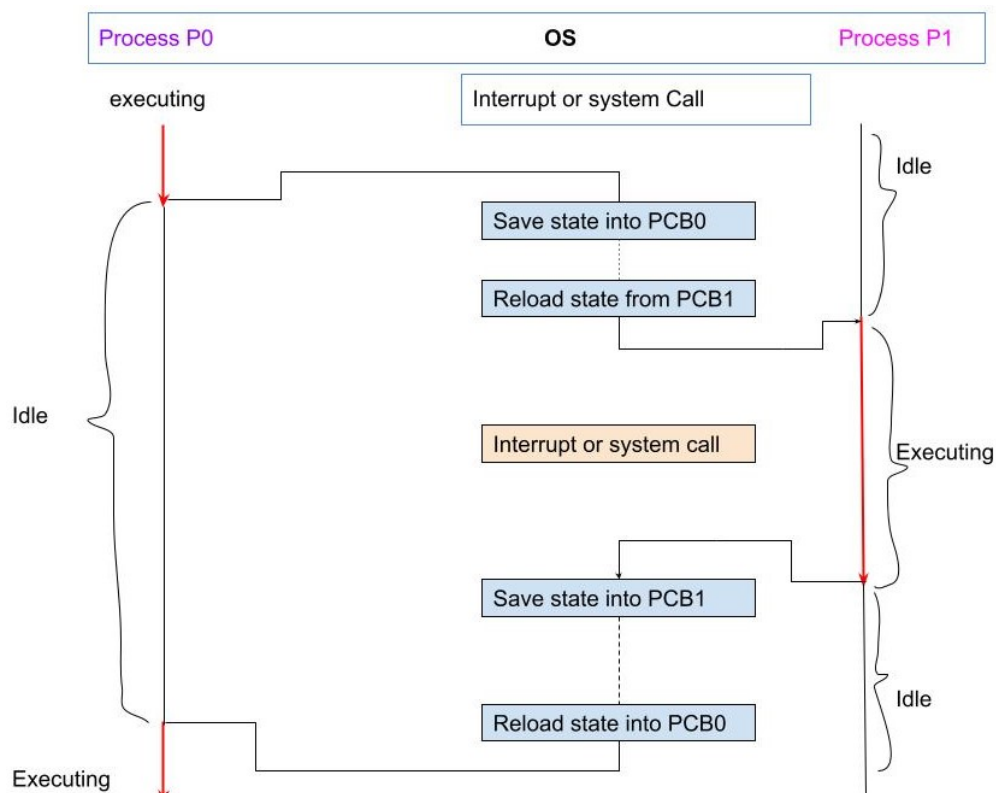 Process P0 OS Process P1
executing
Interrupt or system Call
Idle
Save state into PCB0
Reload state from PCB1
Idle
Interrupt or system call
Executing
Save state into PCB1
Idle
Reload state into PCB0
Executing